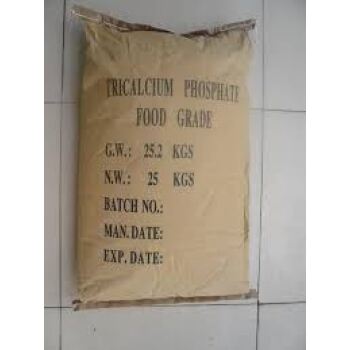 TRICALCIUM PHOSPHATE
FOOD GRADE
G.W.: 25.2 KGS
N.W.: 25 KGS
BATCH NO.:
MAN. DATE:
EXP. DATE: